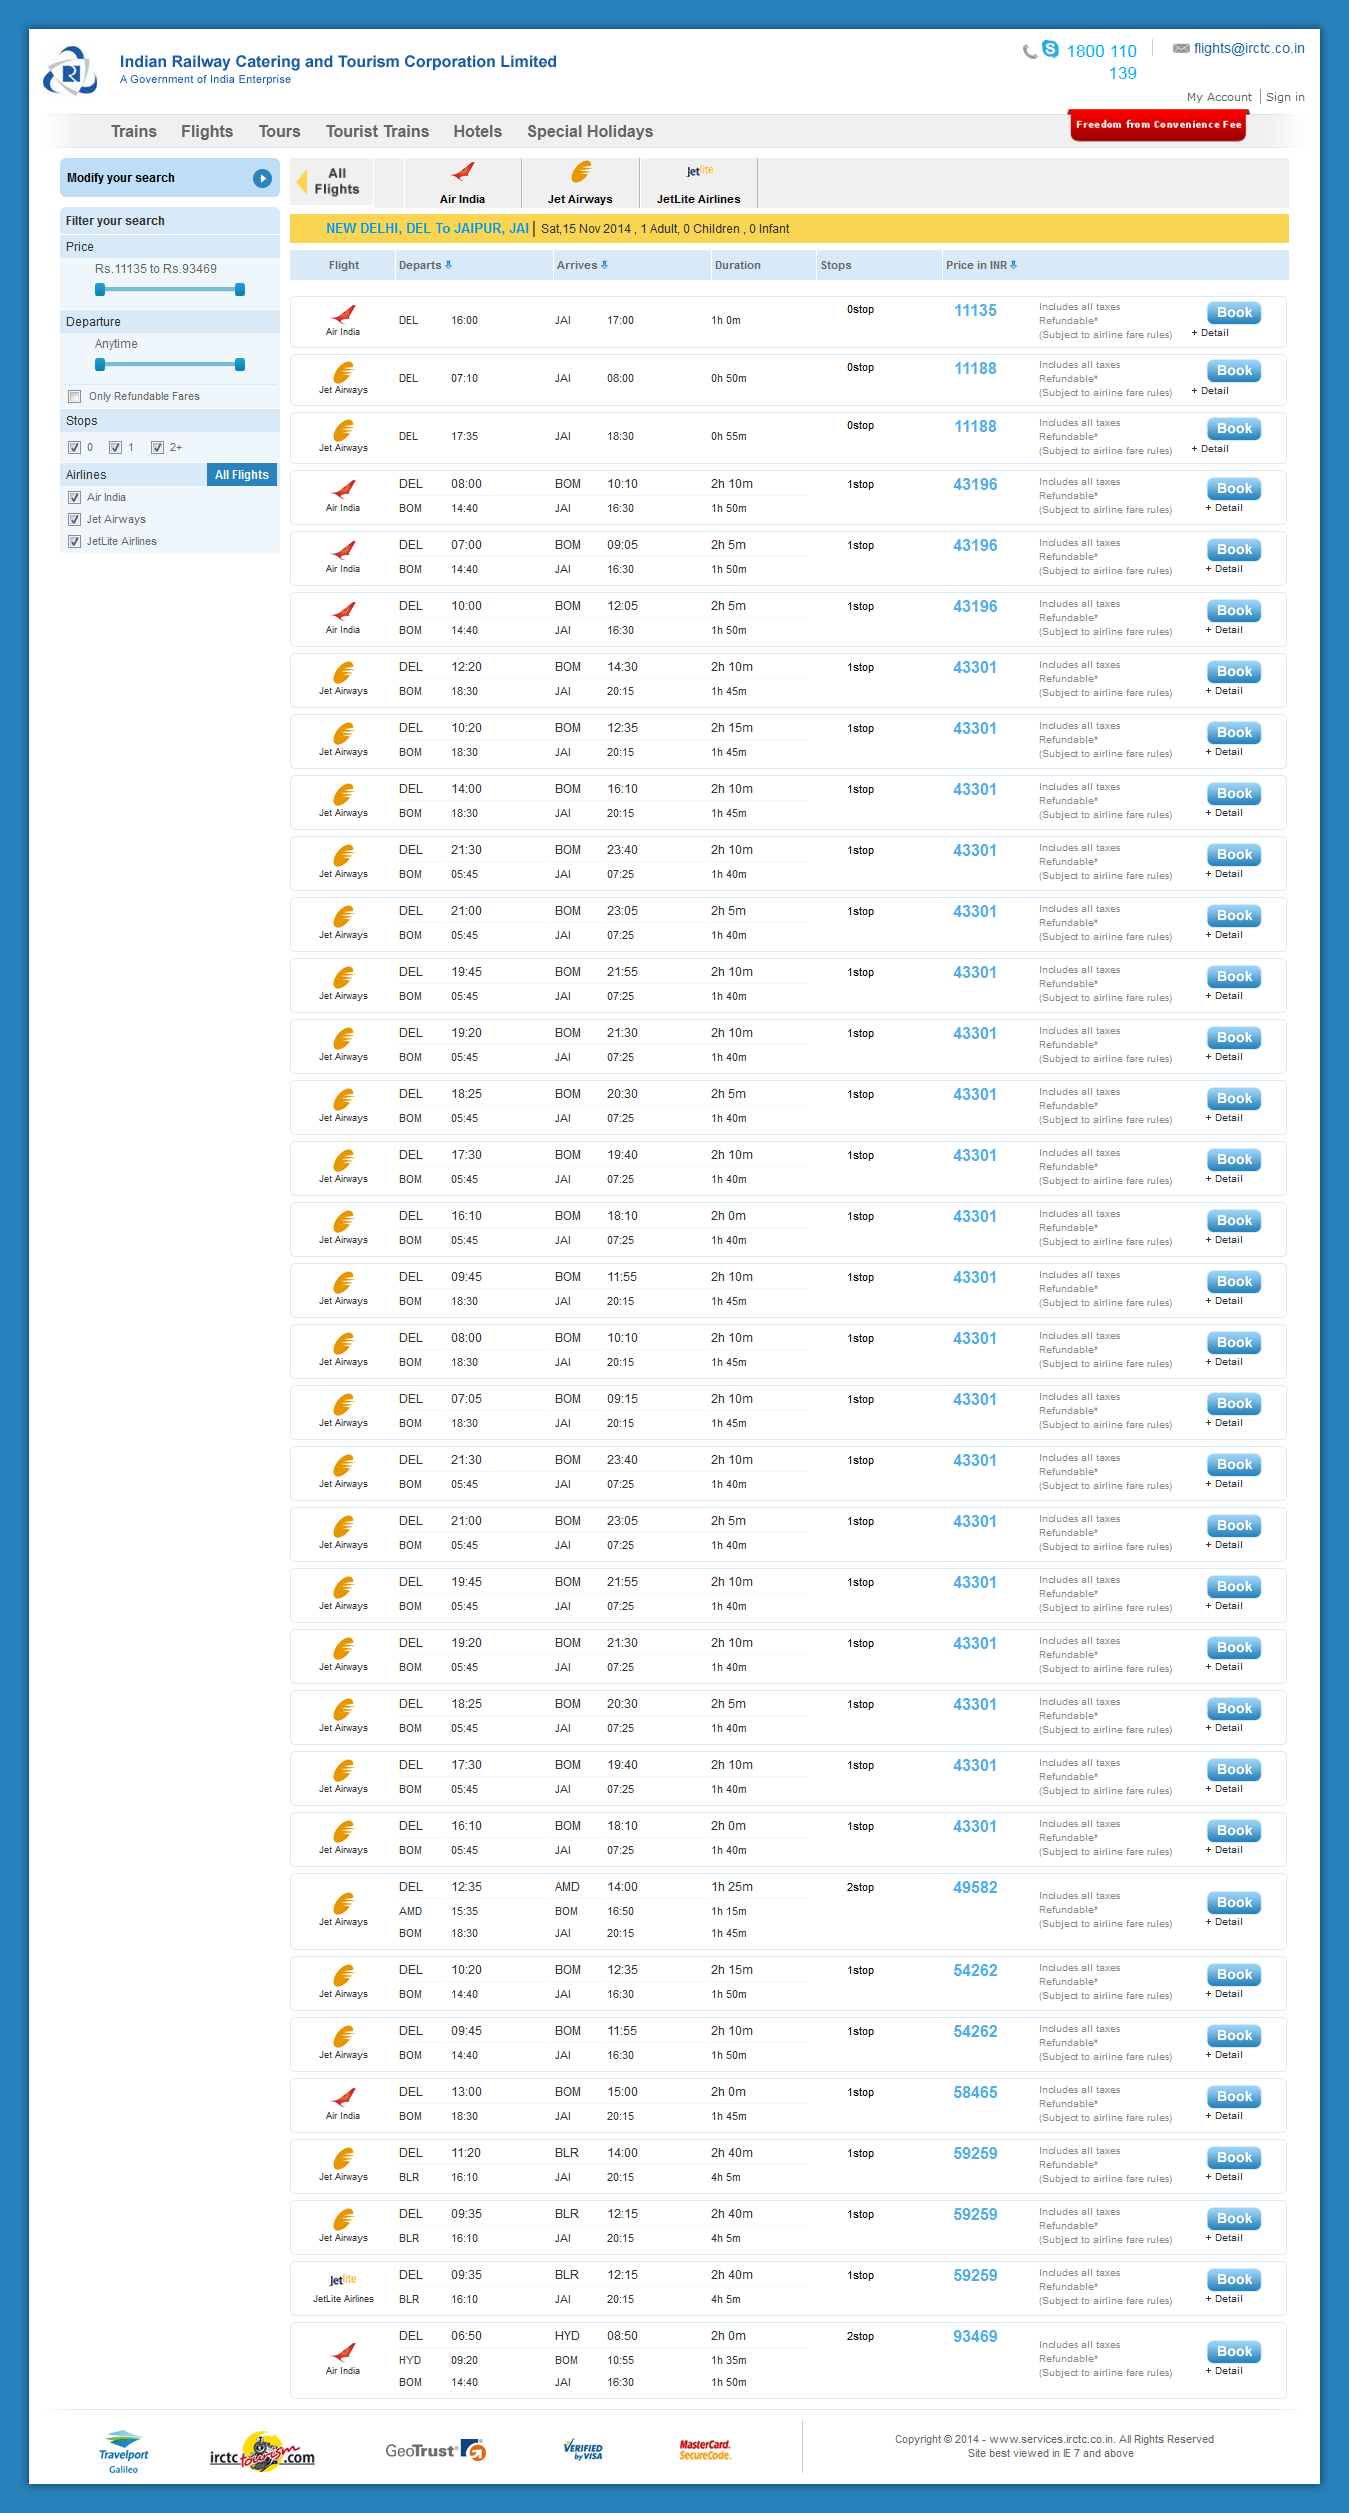 Indian Railway Catering and Tourism Corporation Limited
A Government of India Enterprise
1800 110
139
flights@irctc.co.in
My Account | Sign in
Trains Flights Tours Tourist Trains Hotels Special Holidays
Freedom from Convenience Fee
Modify your search
Filter your search
Price
Rs.11135 to Rs.93469
Departure
Anytime
Only Refundable Fares
Stops
0 1 2+
Airlines All Flights
Air India
Jet Airways
JetLite Airlines
All
Flights
Air India
Jet Airways
Jetlite
JetLite Airlines
NEW DELHI, DEL To JAIPUR, JAI | Sat,15 Nov 2014 , 1 Adult, 0 Children , 0 Infant
Flight Departs Arrives Duration Stops Price in INR
Air India DEL 16:00 JAI 17:00 1h 0m 0stop 11135 Includes all taxes Refundable* (Subject to airline fare rules) Book + Detail
Jet Airways DEL 07:10 JAI 08:00 0h 50m 0stop 11188 Includes all taxes Refundable* (Subject to airline fare rules) Book + Detail
Jet Airways DEL 17:35 JAI 18:30 0h 55m 0stop 11188 Includes all taxes Refundable* (Subject to airline fare rules) Book + Detail
Air India DEL 08:00 BOM 10:10 2h 10m 1stop 43196 Includes all taxes Refundable* (Subject to airline fare rules) Book
BOM 14:40 JAI 16:30 1h 50m + Detail
Air India DEL 07:00 BOM 09:05 2h 5m 1stop 43196 Includes all taxes Refundable* (Subject to airline fare rules) Book
BOM 14:40 JAI 16:30 1h 50m + Detail
Air India DEL 10:00 BOM 12:05 2h 5m 1stop 43196 Includes all taxes Refundable* (Subject to airline fare rules) Book
BOM 14:40 JAI 16:30 1h 50m + Detail
Jet Airways DEL 12:20 BOM 14:30 2h 10m 1stop 43301 Includes all taxes Refundable* (Subject to airline fare rules) Book
BOM 18:30 JAI 20:15 1h 45m + Detail
Jet Airways DEL 10:20 BOM 12:35 2h 15m 1stop 43301 Includes all taxes Refundable* (Subject to airline fare rules) Book
BOM 18:30 JAI 20:15 1h 45m + Detail
Jet Airways DEL 14:00 BOM 16:10 2h 10m 1stop 43301 Includes all taxes Refundable* (Subject to airline fare rules) Book
BOM 18:30 JAI 20:15 1h 45m + Detail
Jet Airways DEL 21:30 BOM 23:40 2h 10m 1stop 43301 Includes all taxes Refundable* (Subject to airline fare rules) Book
BOM 05:45 JAI 07:25 1h 40m + Detail
Jet Airways DEL 21:00 BOM 23:05 2h 5m 1stop 43301 Includes all taxes Refundable* (Subject to airline fare rules) Book
BOM 05:45 JAI 07:25 1h 40m + Detail
Jet Airways DEL 19:45 BOM 21:55 2h 10m 1stop 43301 Includes all taxes Refundable* (Subject to airline fare rules) Book
BOM 05:45 JAI 07:25 1h 40m + Detail
Jet Airways DEL 19:20 BOM 21:30 2h 10m 1stop 43301 Includes all taxes Refundable* (Subject to airline fare rules) Book
BOM 05:45 JAI 07:25 1h 40m + Detail
Jet Airways DEL 18:25 BOM 20:30 2h 5m 1stop 43301 Includes all taxes Refundable* (Subject to airline fare rules) Book
BOM 05:45 JAI 07:25 1h 40m + Detail
Jet Airways DEL 17:30 BOM 19:40 2h 10m 1stop 43301 Includes all taxes Refundable* (Subject to airline fare rules) Book
BOM 05:45 JAI 07:25 1h 40m + Detail
Jet Airways DEL 16:10 BOM 18:10 2h 0m 1stop 43301 Includes all taxes Refundable* (Subject to airline fare rules) Book
BOM 05:45 JAI 07:25 1h 40m + Detail
Jet Airways DEL 09:45 BOM 11:55 2h 10m 1stop 43301 Includes all taxes Refundable* (Subject to airline fare rules) Book
BOM 18:30 JAI 20:15 1h 45m + Detail
Jet Airways DEL 08:00 BOM 10:10 2h 10m 1stop 43301 Includes all taxes Refundable* (Subject to airline fare rules) Book
BOM 18:30 JAI 20:15 1h 45m + Detail
Jet Airways DEL 07:05 BOM 09:15 2h 10m 1stop 43301 Includes all taxes Refundable* (Subject to airline fare rules) Book
BOM 18:30 JAI 20:15 1h 45m + Detail
Jet Airways DEL 21:30 BOM 23:40 2h 10m 1stop 43301 Includes all taxes Refundable* (Subject to airline fare rules) Book
BOM 05:45 JAI 07:25 1h 40m + Detail
Jet Airways DEL 21:00 BOM 23:05 2h 5m 1stop 43301 Includes all taxes Refundable* (Subject to airline fare rules) Book
BOM 05:45 JAI 07:25 1h 40m + Detail
Jet Airways DEL 19:45 BOM 21:55 2h 10m 1stop 43301 Includes all taxes Refundable* (Subject to airline fare rules) Book
BOM 05:45 JAI 07:25 1h 40m + Detail
Jet Airways DEL 19:20 BOM 21:30 2h 10m 1stop 43301 Includes all taxes Refundable* (Subject to airline fare rules) Book
BOM 05:45 JAI 07:25 1h 40m + Detail
Jet Airways DEL 18:25 BOM 20:30 2h 5m 1stop 43301 Includes all taxes Refundable* (Subject to airline fare rules) Book
BOM 05:45 JAI 07:25 1h 40m + Detail
Jet Airways DEL 17:30 BOM 19:40 2h 10m 1stop 43301 Includes all taxes Refundable* (Subject to airline fare rules) Book
BOM 05:45 JAI 07:25 1h 40m + Detail
Jet Airways DEL 16:10 BOM 18:10 2h 0m 1stop 43301 Includes all taxes Refundable* (Subject to airline fare rules) Book
BOM 05:45 JAI 07:25 1h 40m + Detail
Jet Airways DEL 12:35 AMD 14:00 1h 25m 2stop 49582 Includes all taxes Refundable* (Subject to airline fare rules) Book
AMD 15:35 BOM 16:50 1h 15m + Detail
BOM 18:30 JAI 20:15 1h 45m
Jet Airways DEL 10:20 BOM 12:35 2h 15m 1stop 54262 Includes all taxes Refundable* (Subject to airline fare rules) Book
BOM 14:40 JAI 16:30 1h 50m + Detail
Jet Airways DEL 09:45 BOM 11:55 2h 10m 1stop 54262 Includes all taxes Refundable* (Subject to airline fare rules) Book
BOM 14:40 JAI 16:30 1h 50m + Detail
Air India DEL 13:00 BOM 15:00 2h 0m 1stop 58465 Includes all taxes Refundable* (Subject to airline fare rules) Book
BOM 18:30 JAI 20:15 1h 45m + Detail
Jet Airways DEL 11:20 BLR 14:00 2h 40m 1stop 59259 Includes all taxes Refundable* (Subject to airline fare rules) Book
BLR 16:10 JAI 20:15 4h 5m + Detail
Jet Airways DEL 09:35 BLR 12:15 2h 40m 1stop 59259 Includes all taxes Refundable* (Subject to airline fare rules) Book
BLR 16:10 JAI 20:15 4h 5m + Detail
Jetlite JetLite Airlines DEL 09:35 BLR 12:15 2h 40m 1stop 59259 Includes all taxes Refundable* (Subject to airline fare rules) Book
BLR 16:10 JAI 20:15 4h 5m + Detail
Air India DEL 06:50 HYD 08:50 2h 0m 2stop 93469 Includes all taxes Refundable* (Subject to airline fare rules) Book
HYD 09:20 BOM 10:55 1h 35m + Detail
BOM 14:40 JAI 16:30 1h 50m
Travelport
Galileo
irctc tourism .com
GeoTrust
VERIFIED
by VISA
MasterCard.
SecureCode.
Copyright © 2014 - www.services.irctc.co.in. All Rights Reserved
Site best viewed in IE 7 and above